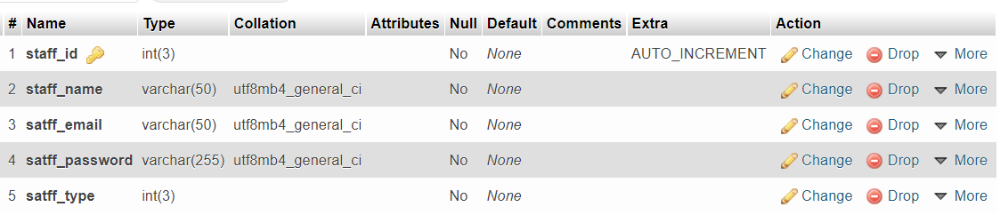 # Name Type Collation Attributes Null Default Comments Extra Action
1 staff_id int(3) No None AUTO_INCREMENT Change Drop More
2 staff_name varchar(50) utf8mb4_general_ci No None Change Drop More
3 satff_email varchar(50) utf8mb4_general_ci No None Change Drop More
4 satff_password varchar(255) utf8mb4_general_ci No None Change Drop More
5 satff_type int(3) No None Change Drop More